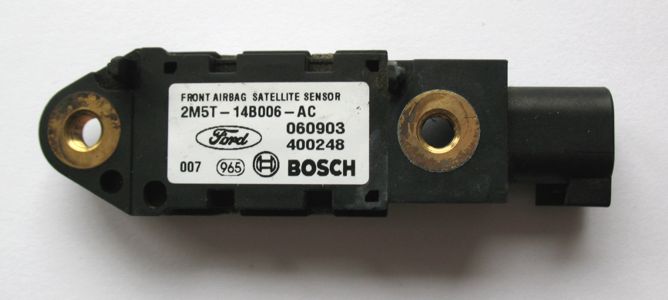 FRONT AIRBAG SATELLITE SENSOR
2M5T-14B006-AC
Ford 060903
400248
007 965 BOSCH